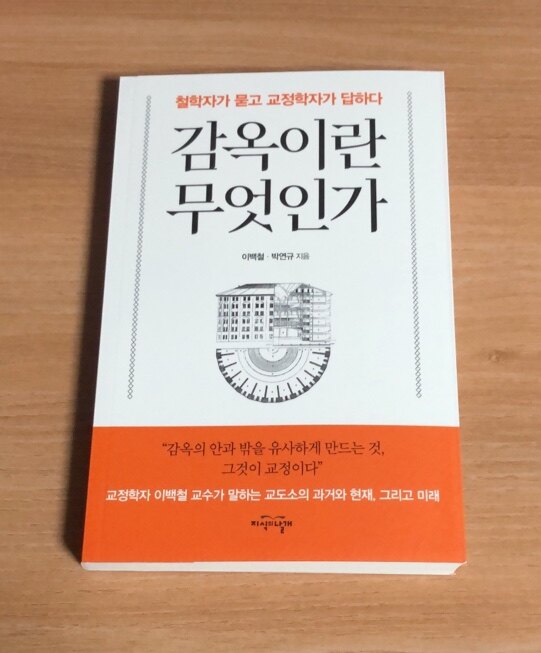 철학자가 묻고 교정학자가 답하다
감옥이란
무엇인가
이백철 · 박연규 지음
“감옥의 안과 밖을 유사하게 만드는 것,
그것이 교정이다”
교정학자 이백철 교수가 말하는 교도소의 과거와 현재, 그리고 미래
지식의날개